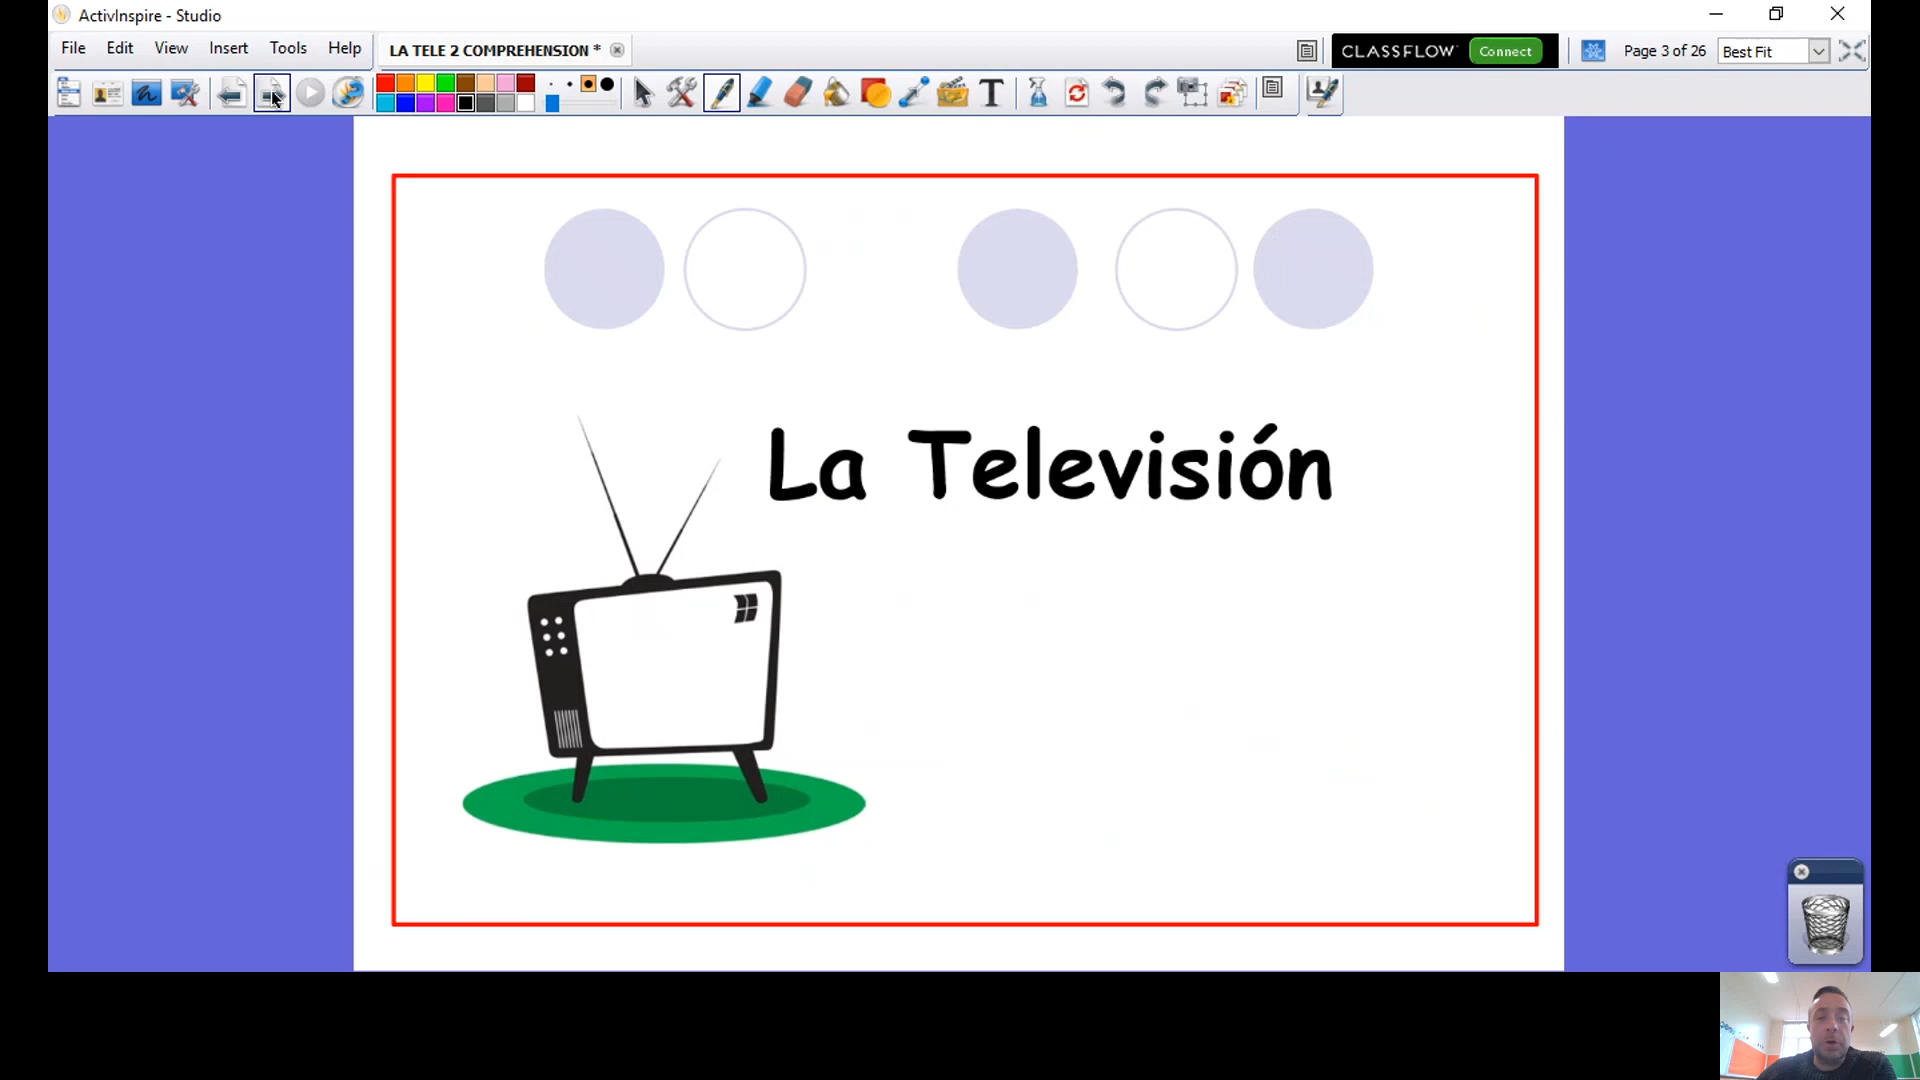 ActivInspire - Studio
File Edit View Insert Tools Help
LA TELE 2 COMPREHENSION *
CLASSFLOW Connect
Page 3 of 26
Best Fit
T
La Televisión